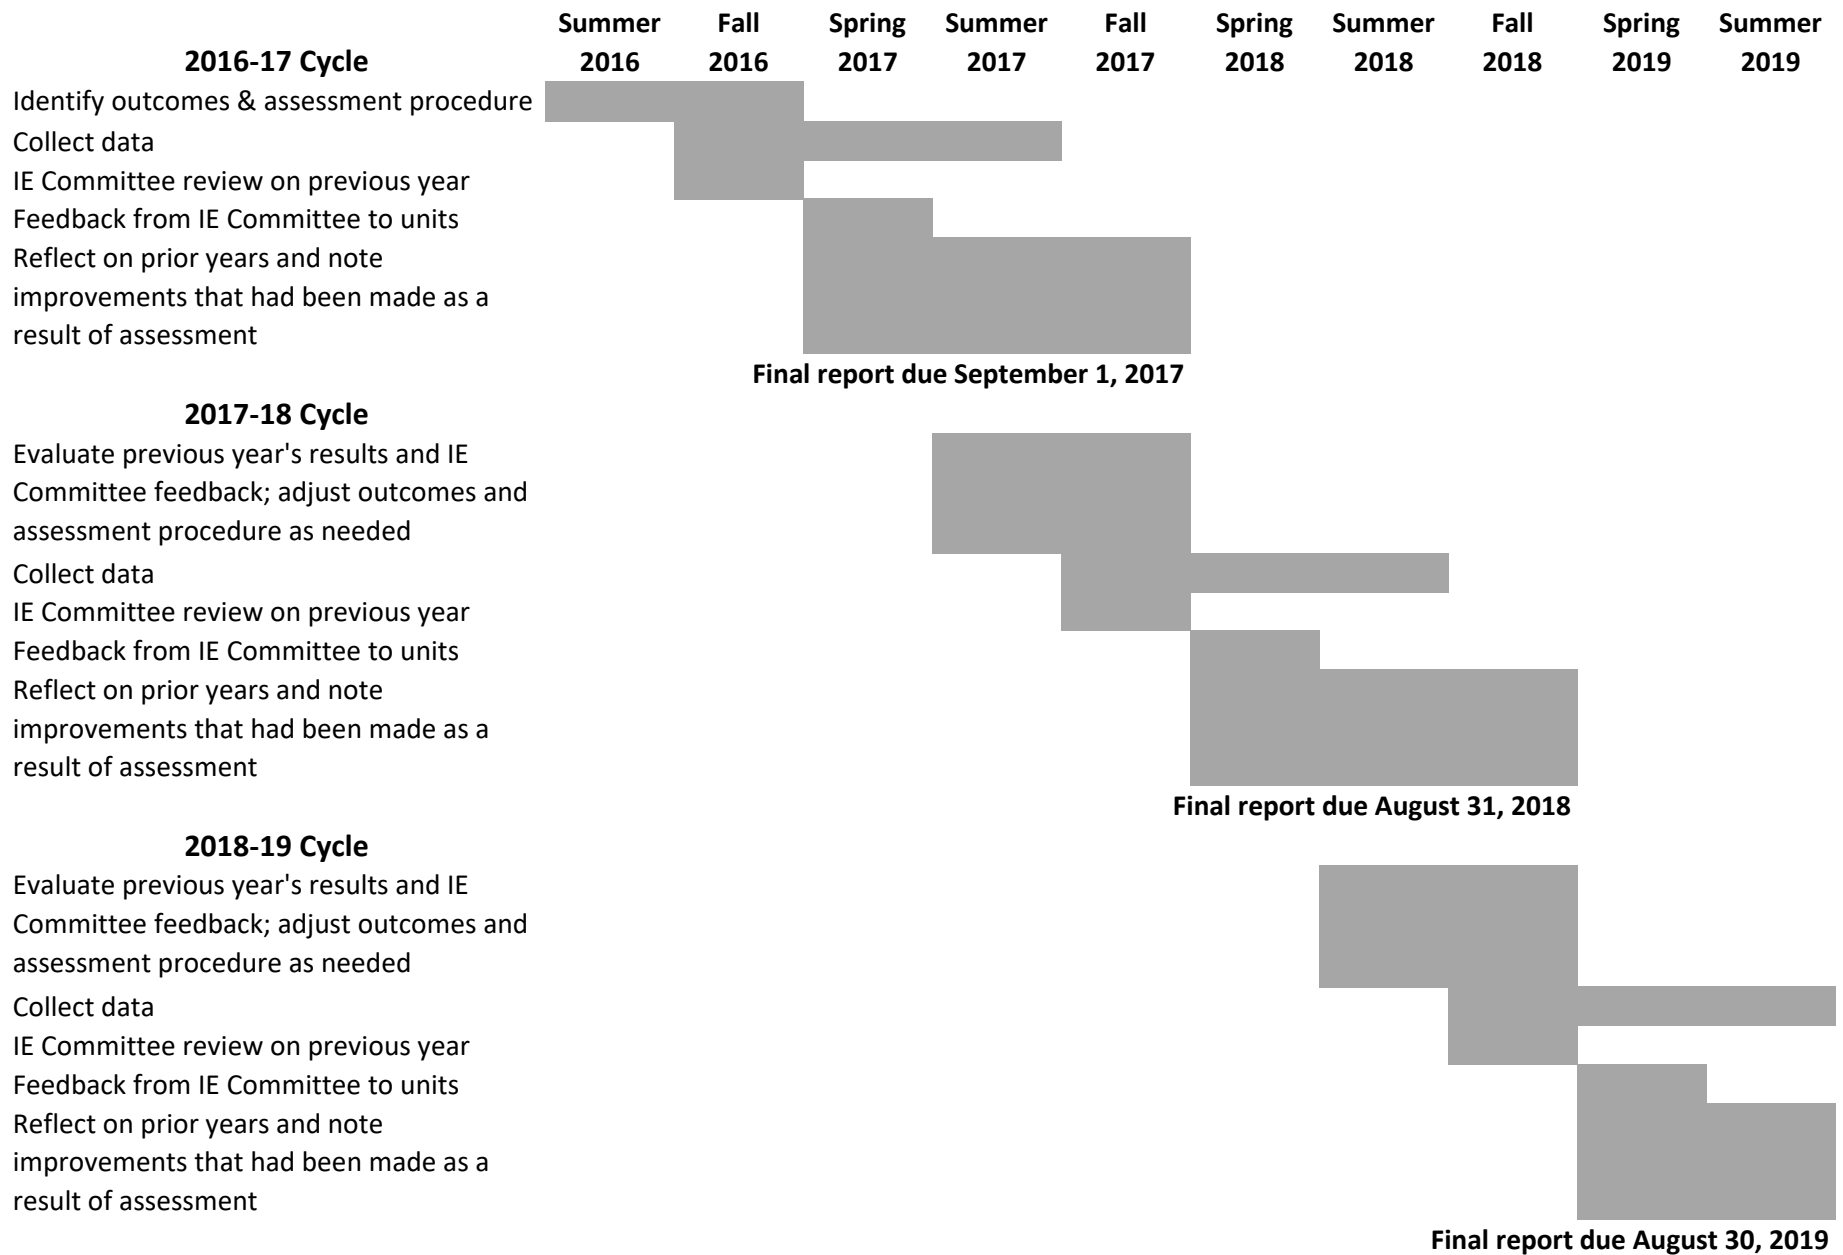 Summer Fall Spring Summer Fall Spring Summer Fall Spring Summer
2016-17 Cycle 2016 2016 2017 2017 2017 2018 2018 2018 2019 2019
Identify outcomes & assessment procedure
Collect data
IE Committee review on previous year
Feedback from IE Committee to units
Reflect on prior years and note
improvements that had been made as a
result of assessment
Final report due September 1, 2017
2017-18 Cycle
Evaluate previous year's results and IE
Committee feedback; adjust outcomes and
assessment procedure as needed
Collect data
IE Committee review on previous year
Feedback from IE Committee to units
Reflect on prior years and note
improvements that had been made as a
result of assessment
Final report due August 31, 2018
2018-19 Cycle
Evaluate previous year's results and IE
Committee feedback; adjust outcomes and
assessment procedure as needed
Collect data
IE Committee review on previous year
Feedback from IE Committee to units
Reflect on prior years and note
improvements that had been made as a
result of assessment
Final report due August 30, 2019